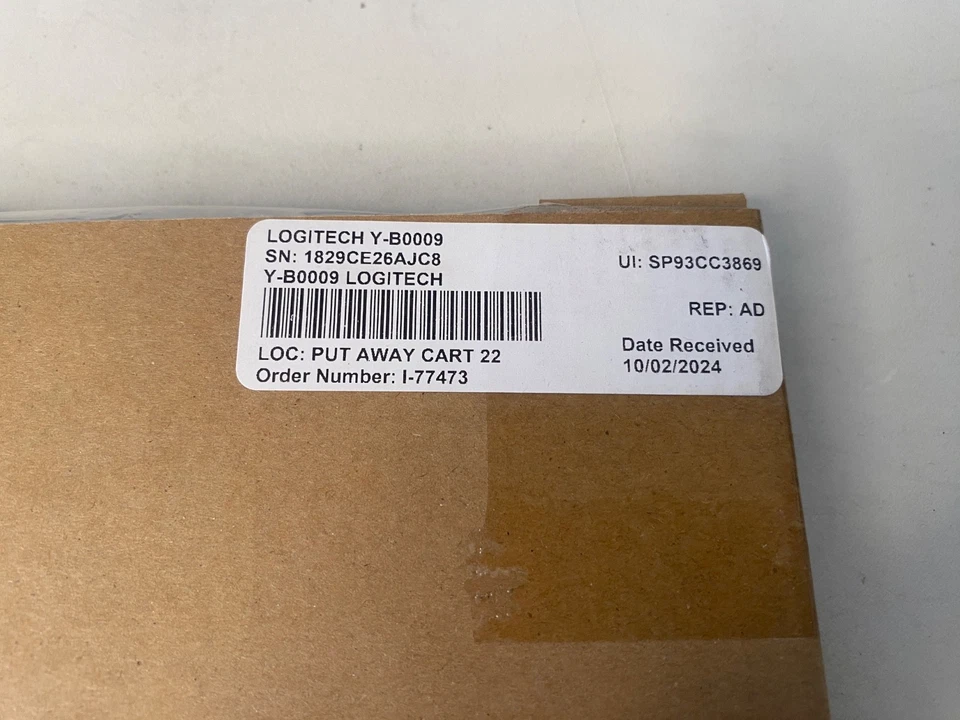 LOGITECH Y-B0009
SN: 1829CE26AJC8
Y-B0009 LOGITECH
LOC: PUT AWAY CART 22
Order Number: I-77473
UI: SP93CC3869
REP: AD
Date Received
10/02/2024